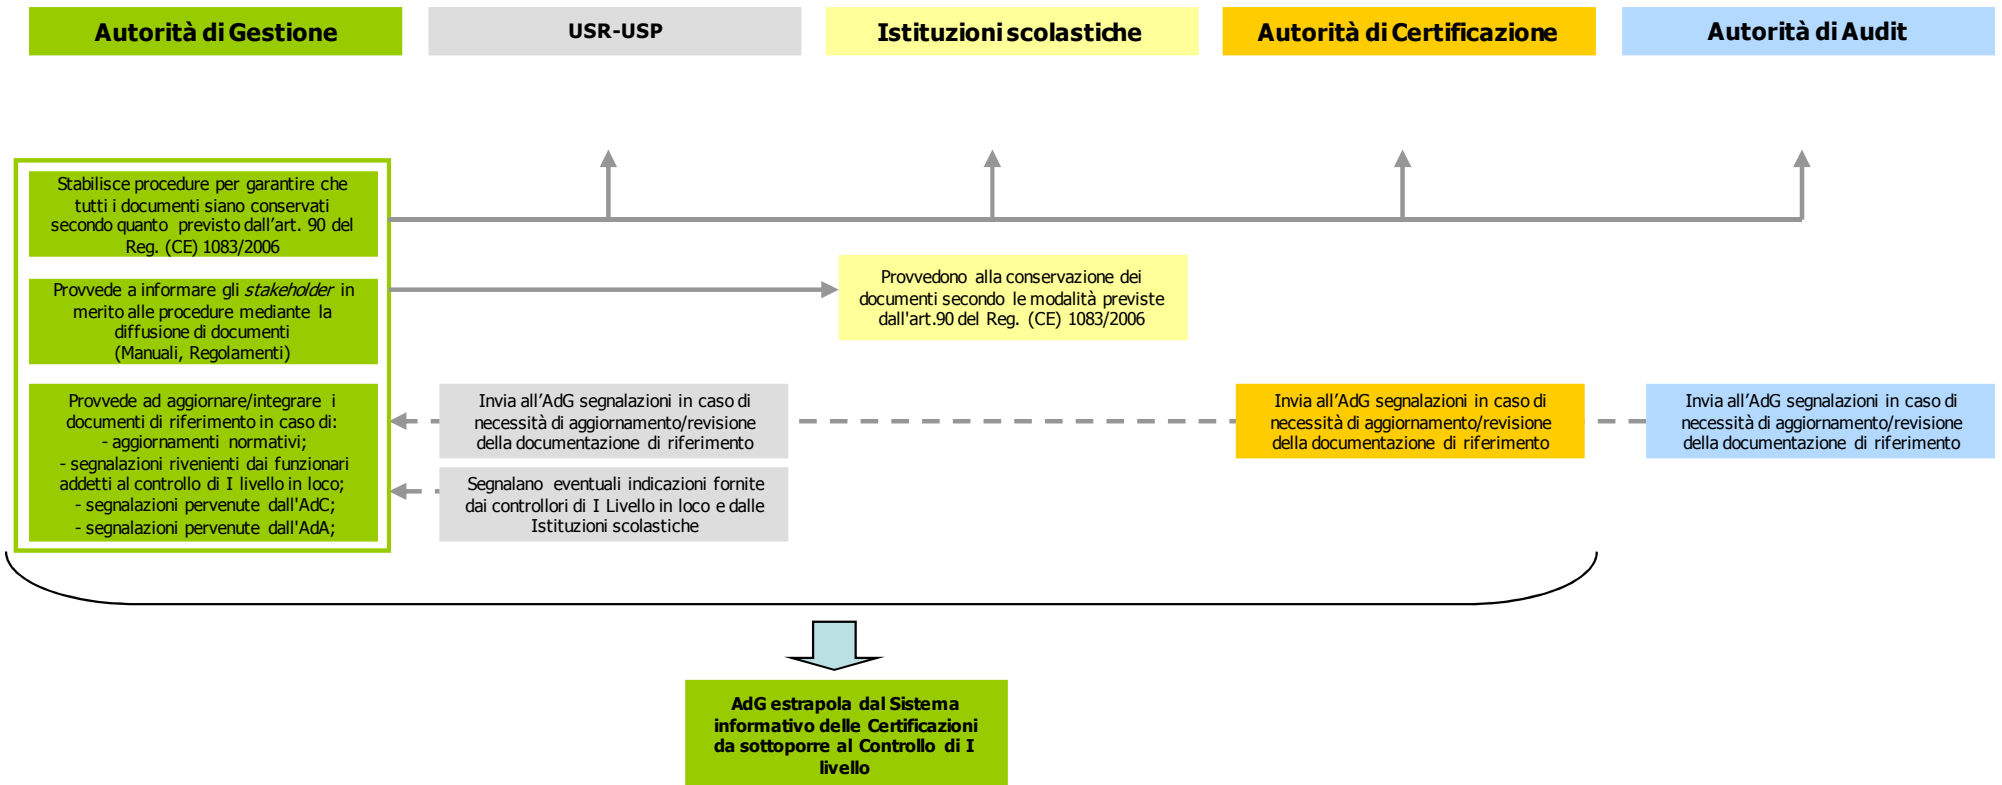 Autorità di Gestione
USR-USP
Istituzioni scolastiche
Autorità di Certificazione
Autorità di Audit
Stabilisce procedure per garantire che
tutti i documenti siano conservati
secondo quanto previsto dall’art. 90 del
Reg. (CE) 1083/2006
Provvede a informare gli stakeholder in
merito alle procedure mediante la
diffusione di documenti
(Manuali, Regolamenti)
Provvedono alla conservazione dei
documenti secondo le modalità previste
dall'art.90 del Reg. (CE) 1083/2006
Provvede ad aggiornare/integrare i
documenti di riferimento in caso di:
- aggiornamenti normativi;
- segnalazioni rivenienti dai funzionari
addetti al controllo di I livello in loco;
- segnalazioni pervenute dall'AdC;
- segnalazioni pervenute dall'AdA;
Invia all’AdG segnalazioni in caso di
necessità di aggiornamento/revisione
della documentazione di riferimento
Invia all’AdG segnalazioni in caso di
necessità di aggiornamento/revisione
della documentazione di riferimento
Invia all’AdG segnalazioni in caso di
necessità di aggiornamento/revisione
della documentazione di riferimento
Segnalano eventuali indicazioni fornite
dai controllori di I Livello in loco e dalle
Istituzioni scolastiche
AdG estrapola dal Sistema
informativo delle Certificazioni
da sottoporre al Controllo di I
livello